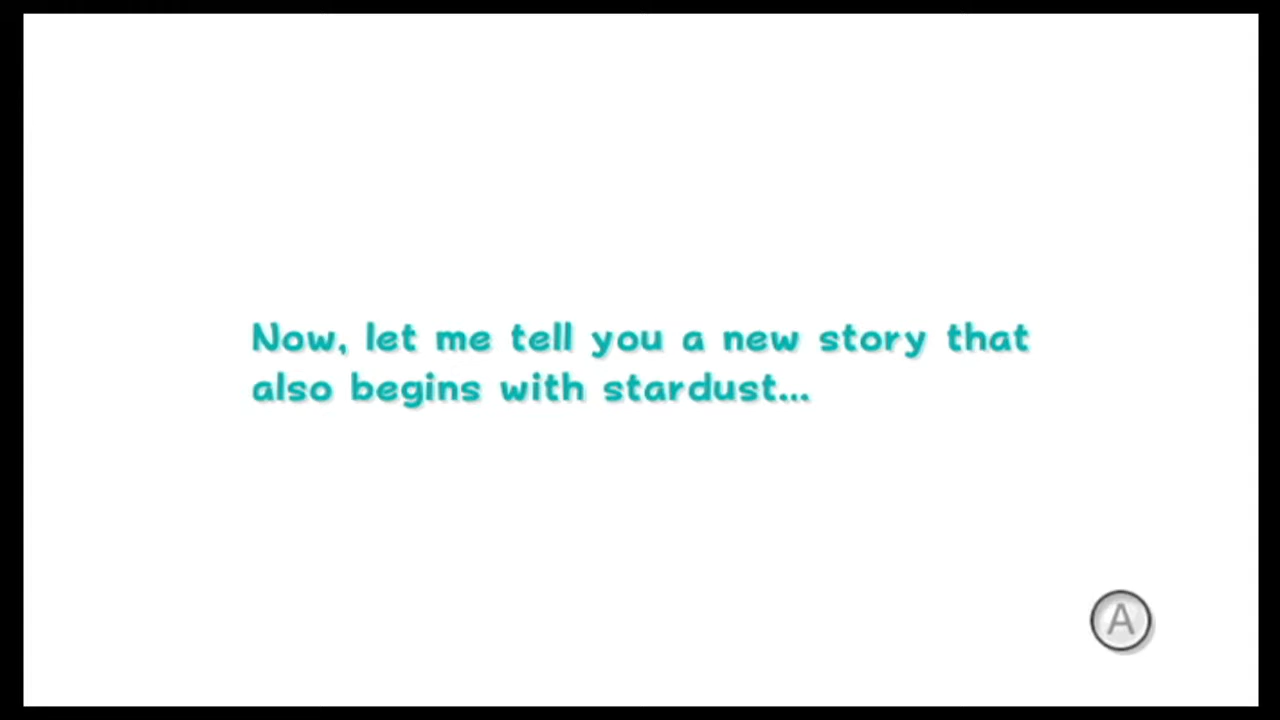 Now, let me tell you a new story that
also begins with stardust...
A